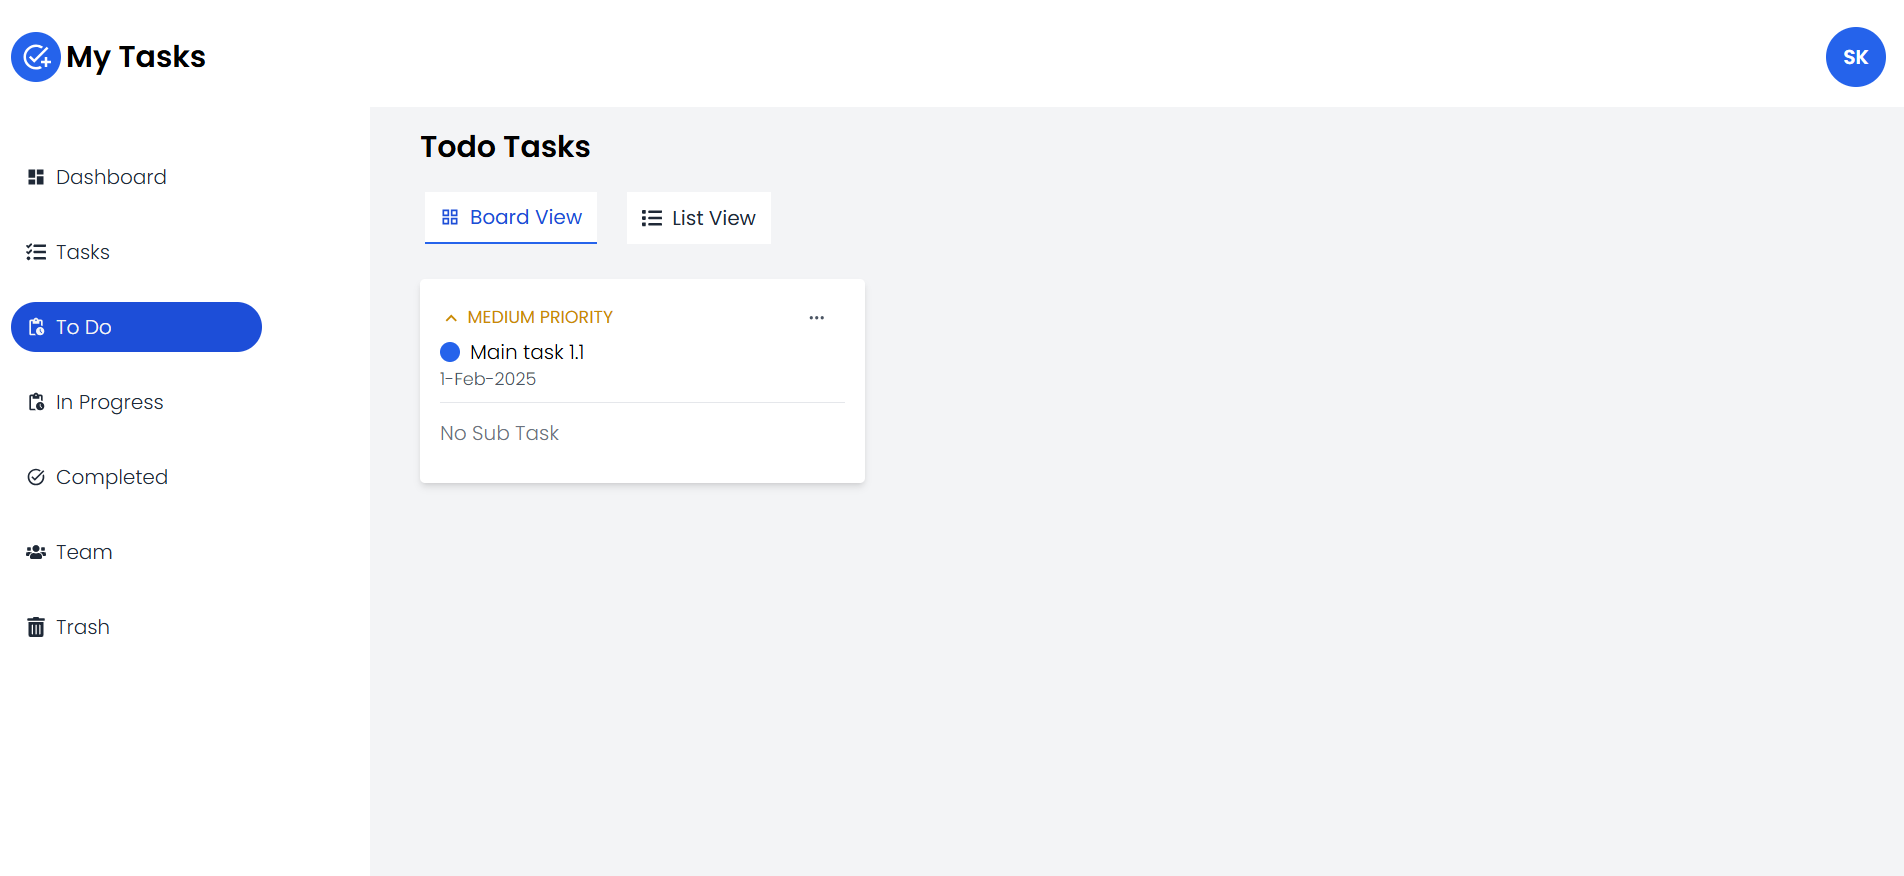 My Tasks
SK
Dashboard
Tasks
To Do
In Progress
Completed
Team
Trash
Todo Tasks
Board View
List View
MEDIUM PRIORITY
Main task 1.1
1-Feb-2025
No Sub Task